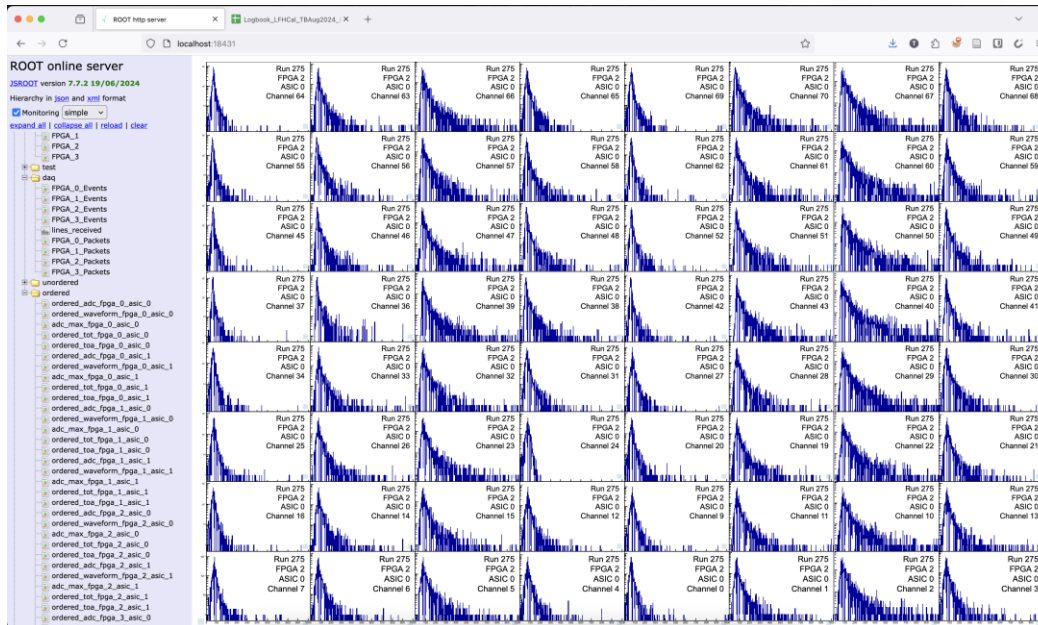 ROOT http server
Logbook_LFHCal_TBAug2024_
localhost:18431
ROOT online server
JSROOT version 7.7.2 19/06/2024
Hierarchy in json and xml format
Monitoring simple
expand all | collapse all | reload | clear
FPGA_1
FPGA_2
FPGA_3
test
daq
FPGA_0_Events
FPGA_1_Events
FPGA_2_Events
FPGA_3_Events
lines_received
FPGA_0_Packets
FPGA_1_Packets
FPGA_2_Packets
FPGA_3_Packets
unordered
ordered
ordered_adc_fpga_0_asic_0
ordered_waveform_fpga_0_asic_0
adc_max_fpga_0_asic_0
ordered_tot_fpga_0_asic_0
ordered_toa_fpga_0_asic_0
ordered_adc_fpga_0_asic_1
ordered_waveform_fpga_0_asic_1
adc_max_fpga_0_asic_1
ordered_tot_fpga_0_asic_1
ordered_toa_fpga_0_asic_1
ordered_adc_fpga_1_asic_0
ordered_waveform_fpga_1_asic_0
adc_max_fpga_1_asic_0
ordered_tot_fpga_1_asic_0
ordered_toa_fpga_1_asic_0
ordered_adc_fpga_1_asic_1
ordered_waveform_fpga_1_asic_1
adc_max_fpga_1_asic_1
ordered_tot_fpga_1_asic_1
ordered_toa_fpga_1_asic_1
ordered_adc_fpga_2_asic_0
ordered_waveform_fpga_2_asic_0
adc_max_fpga_2_asic_0
ordered_tot_fpga_2_asic_0
ordered_toa_fpga_2_asic_0
ordered_adc_fpga_2_asic_1
ordered_waveform_fpga_2_asic_1
adc_max_fpga_2_asic_1
ordered_tot_fpga_2_asic_1
ordered_toa_fpga_2_asic_1
ordered_adc_fpga_3_asic_0
Run 275 Run 275 Run 275 Run 275 Run 275 Run 275 Run 275 Run 275
FPGA 2 FPGA 2 FPGA 2 FPGA 2 FPGA 2 FPGA 2 FPGA 2 FPGA 2
ASIC 0 ASIC 0 ASIC 0 ASIC 0 ASIC 0 ASIC 0 ASIC 0 ASIC 0
Channel 64 Channel 63 Channel 66 Channel 65 Channel 69 Channel 70 Channel 67 Channel 68
Run 275 Run 275 Run 275 Run 275 Run 275 Run 275 Run 275 Run 275
FPGA 2 FPGA 2 FPGA 2 FPGA 2 FPGA 2 FPGA 2 FPGA 2 FPGA 2
ASIC 0 ASIC 0 ASIC 0 ASIC 0 ASIC 0 ASIC 0 ASIC 0 ASIC 0
Channel 55 Channel 56 Channel 57 Channel 58 Channel 62 Channel 61 Channel 60 Channel 59
Run 275 Run 275 Run 275 Run 275 Run 275 Run 275 Run 275 Run 275
FPGA 2 FPGA 2 FPGA 2 FPGA 2 FPGA 2 FPGA 2 FPGA 2 FPGA 2
ASIC 0 ASIC 0 ASIC 0 ASIC 0 ASIC 0 ASIC 0 ASIC 0 ASIC 0
Channel 45 Channel 46 Channel 47 Channel 48 Channel 52 Channel 51 Channel 50 Channel 49
Run 275 Run 275 Run 275 Run 275 Run 275 Run 275 Run 275 Run 275
FPGA 2 FPGA 2 FPGA 2 FPGA 2 FPGA 2 FPGA 2 FPGA 2 FPGA 2
ASIC 0 ASIC 0 ASIC 0 ASIC 0 ASIC 0 ASIC 0 ASIC 0 ASIC 0
Channel 37 Channel 36 Channel 39 Channel 38 Channel 42 Channel 43 Channel 40 Channel 41
Run 275 Run 275 Run 275 Run 275 Run 275 Run 275 Run 275 Run 275
FPGA 2 FPGA 2 FPGA 2 FPGA 2 FPGA 2 FPGA 2 FPGA 2 FPGA 2
ASIC 0 ASIC 0 ASIC 0 ASIC 0 ASIC 0 ASIC 0 ASIC 0 ASIC 0
Channel 34 Channel 33 Channel 32 Channel 31 Channel 27 Channel 28 Channel 29 Channel 30
Run 275 Run 275 Run 275 Run 275 Run 275 Run 275 Run 275 Run 275
FPGA 2 FPGA 2 FPGA 2 FPGA 2 FPGA 2 FPGA 2 FPGA 2 FPGA 2
ASIC 0 ASIC 0 ASIC 0 ASIC 0 ASIC 0 ASIC 0 ASIC 0 ASIC 0
Channel 25 Channel 26 Channel 23 Channel 24 Channel 20 Channel 19 Channel 22 Channel 21
Run 275 Run 275 Run 275 Run 275 Run 275 Run 275 Run 275 Run 275
FPGA 2 FPGA 2 FPGA 2 FPGA 2 FPGA 2 FPGA 2 FPGA 2 FPGA 2
ASIC 0 ASIC 0 ASIC 0 ASIC 0 ASIC 0 ASIC 0 ASIC 0 ASIC 0
Channel 16 Channel 14 Channel 15 Channel 12 Channel 9 Channel 11 Channel 10 Channel 13
Run 275 Run 275 Run 275 Run 275 Run 275 Run 275 Run 275 Run 275
FPGA 2 FPGA 2 FPGA 2 FPGA 2 FPGA 2 FPGA 2 FPGA 2 FPGA 2
ASIC 0 ASIC 0 ASIC 0 ASIC 0 ASIC 0 ASIC 0 ASIC 0 ASIC 0
Channel 7 Channel 6 Channel 5 Channel 4 Channel 0 Channel 1 Channel 2 Channel 3